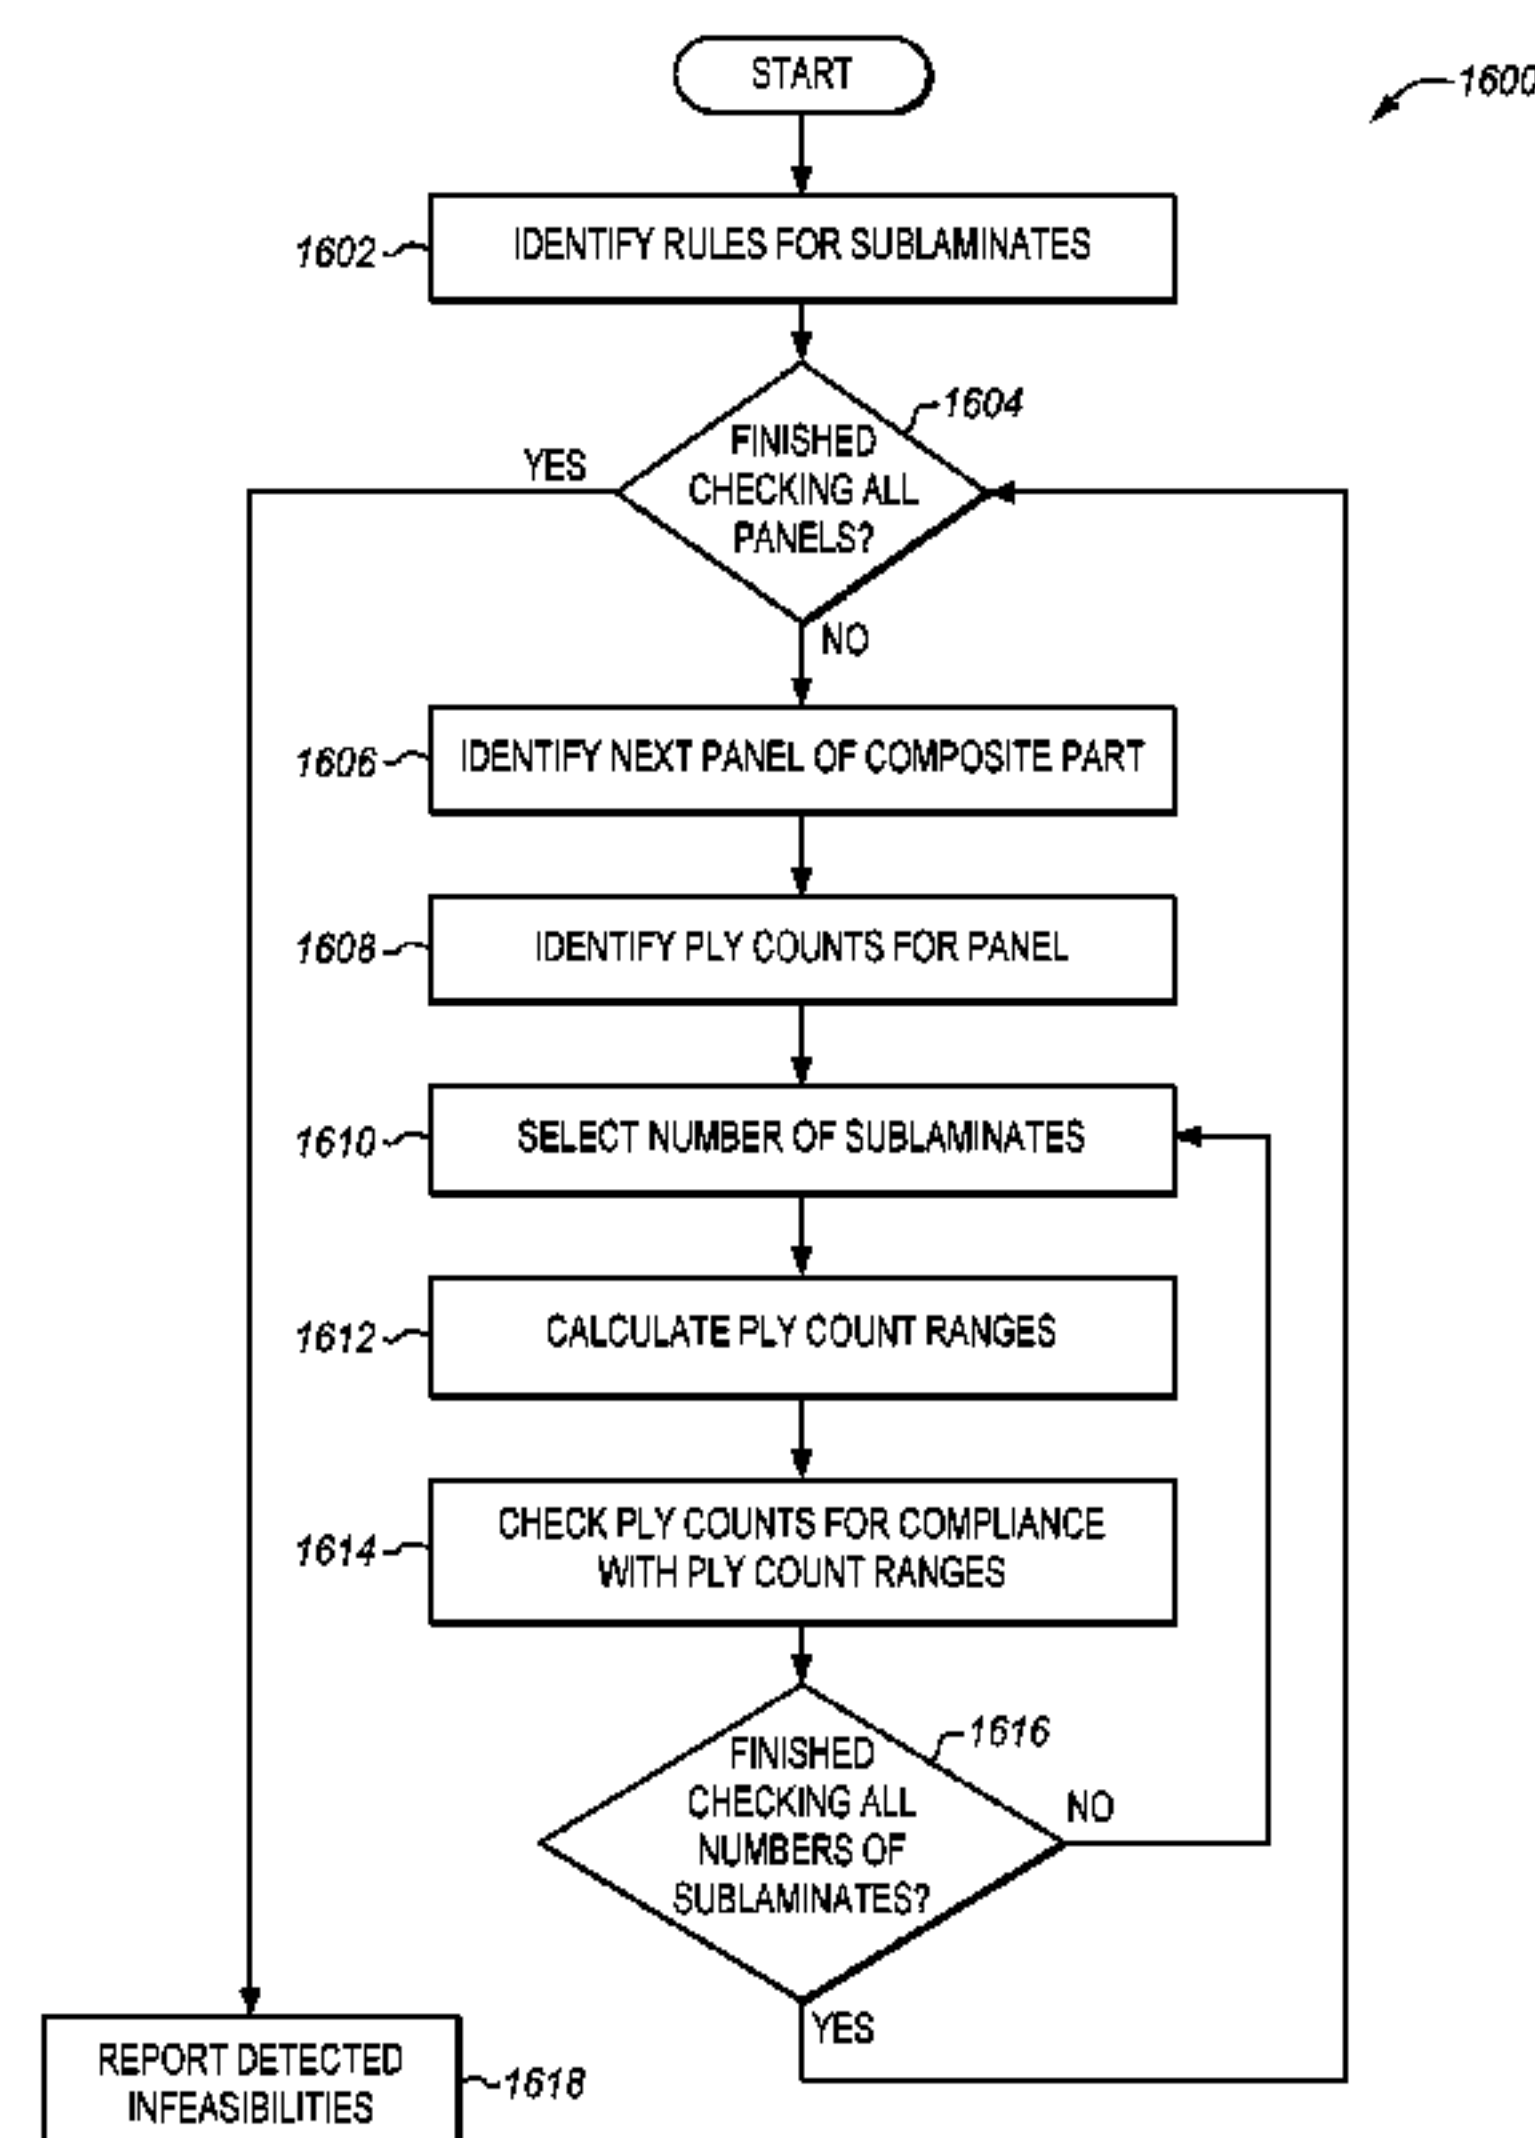 START
1600
1602
IDENTIFY RULES FOR SUBLAMINATES
1604
FINISHED
CHECKING ALL
PANELS?
YES
NO
1606
IDENTIFY NEXT PANEL OF COMPOSITE PART
1608
IDENTIFY PLY COUNTS FOR PANEL
1610
SELECT NUMBER OF SUBLAMINATES
1612
CALCULATE PLY COUNT RANGES
1614
CHECK PLY COUNTS FOR COMPLIANCE
WITH PLY COUNT RANGES
1616
FINISHED
CHECKING ALL
NUMBERS OF
SUBLAMINATES?
NO
YES
REPORT DETECTED
INFEASIBILITIES
1618